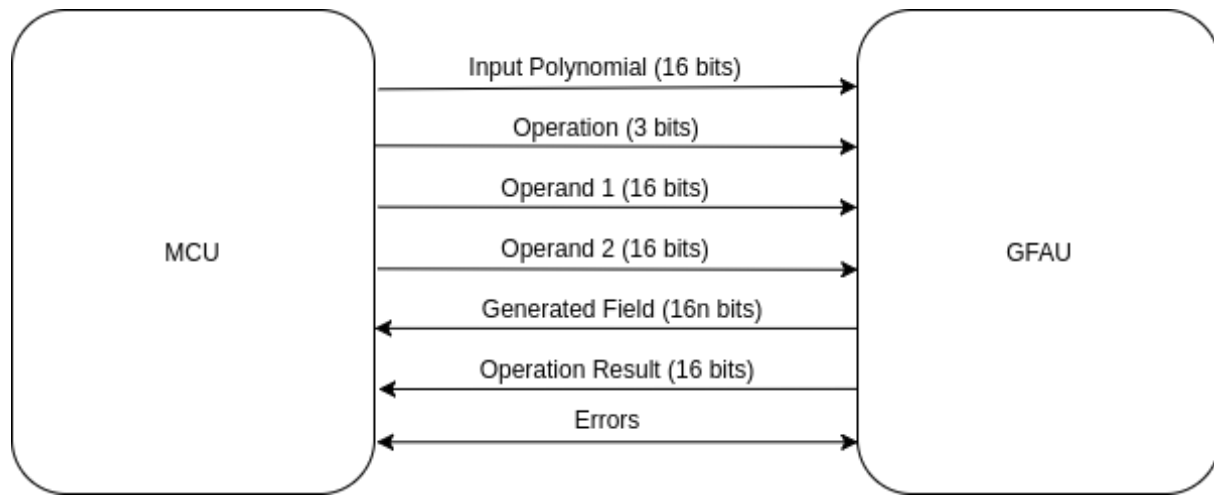 Input Polynomial (16 bits)
Operation (3 bits)
Operand 1 (16 bits)
MCU
Operand 2 (16 bits)
GFAU
Generated Field (16n bits)
Operation Result (16 bits)
Errors